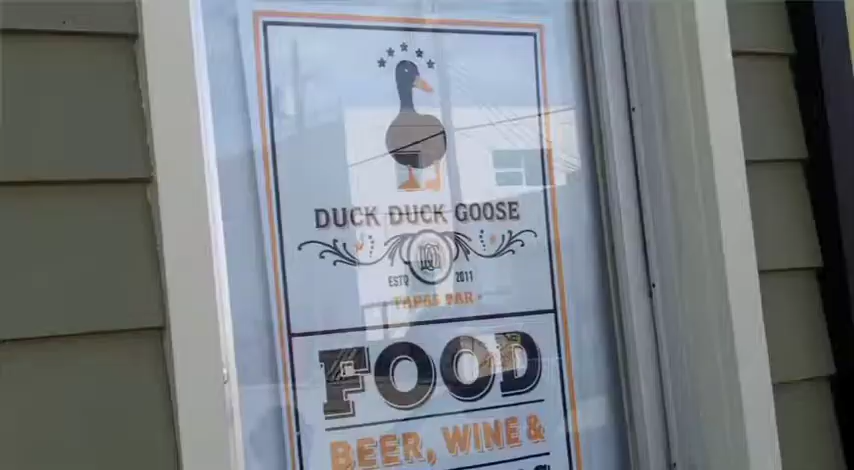 DUCK DUCK GOOSE
ESTD 2011
TAPAS BAR
FOOD
BEER, WINE &